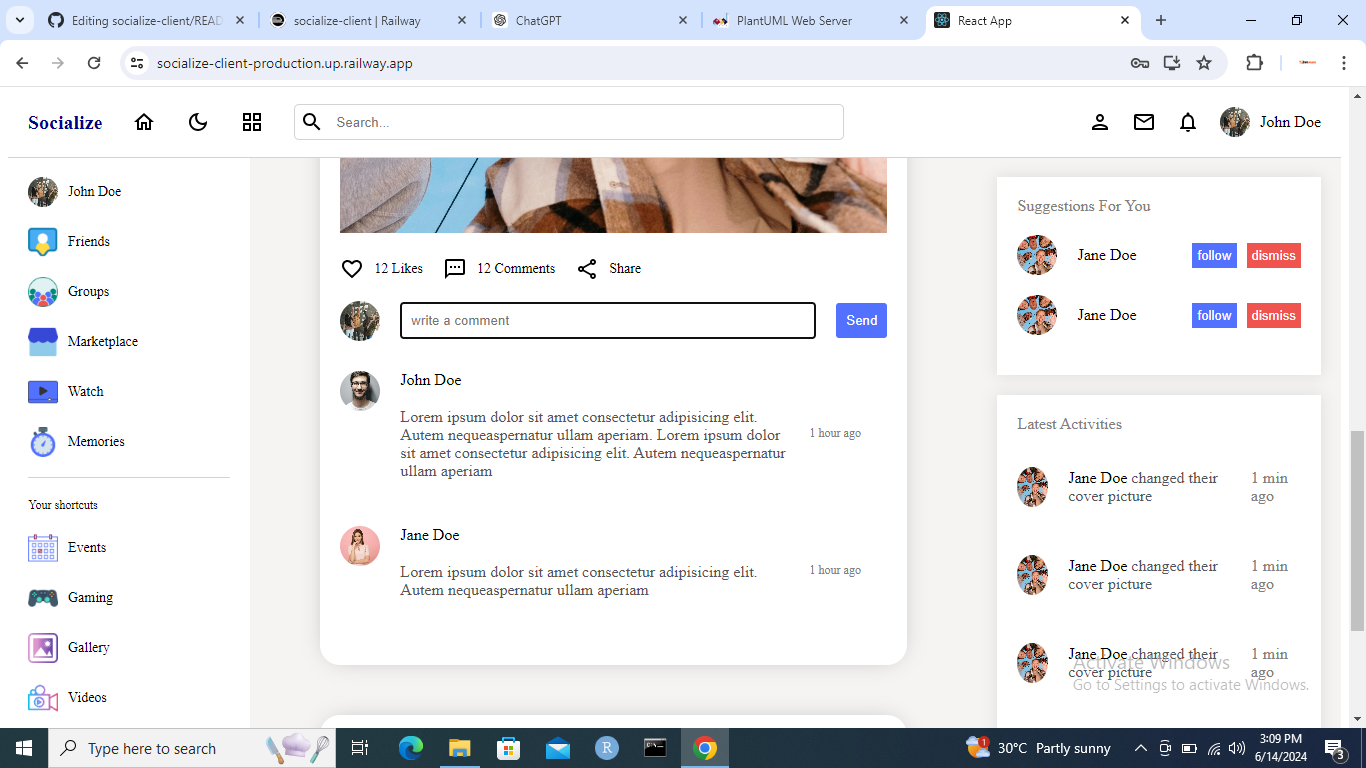 Editing socialize-client/READ
socialize-client | Railway
ChatGPT
PlantUML Web Server
React App
socialize-client-production.up.railway.app
Socialize
Search...
John Doe
John Doe
Friends
Groups
Marketplace
Watch
Memories
Your shortcuts
Events
Gaming
Gallery
Videos
12 Likes
12 Comments
Share
write a comment
Send
John Doe
Lorem ipsum dolor sit amet consectetur adipisicing elit.
Autem nequeaspernatur ullam aperiam. Lorem ipsum dolor
sit amet consectetur adipisicing elit. Autem nequeaspernatur
ullam aperiam
1 hour ago
Jane Doe
Lorem ipsum dolor sit amet consectetur adipisicing elit.
Autem nequeaspernatur ullam aperiam
1 hour ago
Suggestions For You
Jane Doe follow dismiss
Jane Doe follow dismiss
Latest Activities
Jane Doe changed their
cover picture
1 min
ago
Jane Doe changed their
cover picture
1 min
ago
Jane Doe changed their
cover picture
1 min
ago
Activate Windows
Go to Settings to activate Windows.
Type here to search
R
1
30°C Partly sunny
3:09 PM
6/14/2024
3